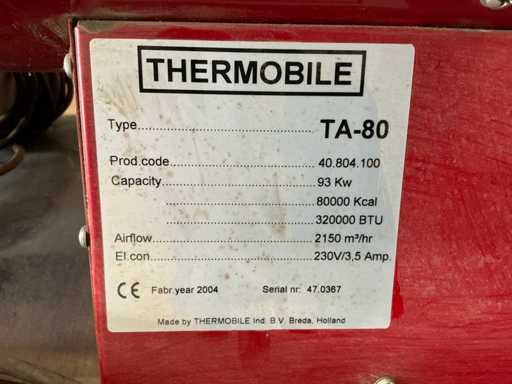 THERMOBILE
Type.......................................... TA-80
Prod.code................................... 40.804.100
Capacity..................................... 93 Kw
..................................... 80000 Kcal
..................................... 320000 BTU
Airflow........................................ 2150 m³/hr
El.con......................................... 230V/3,5 Amp.
CE Fabr.year 2004 Serial nr: 47.0367
Made by THERMOBILE Ind. B.V. Breda, Holland